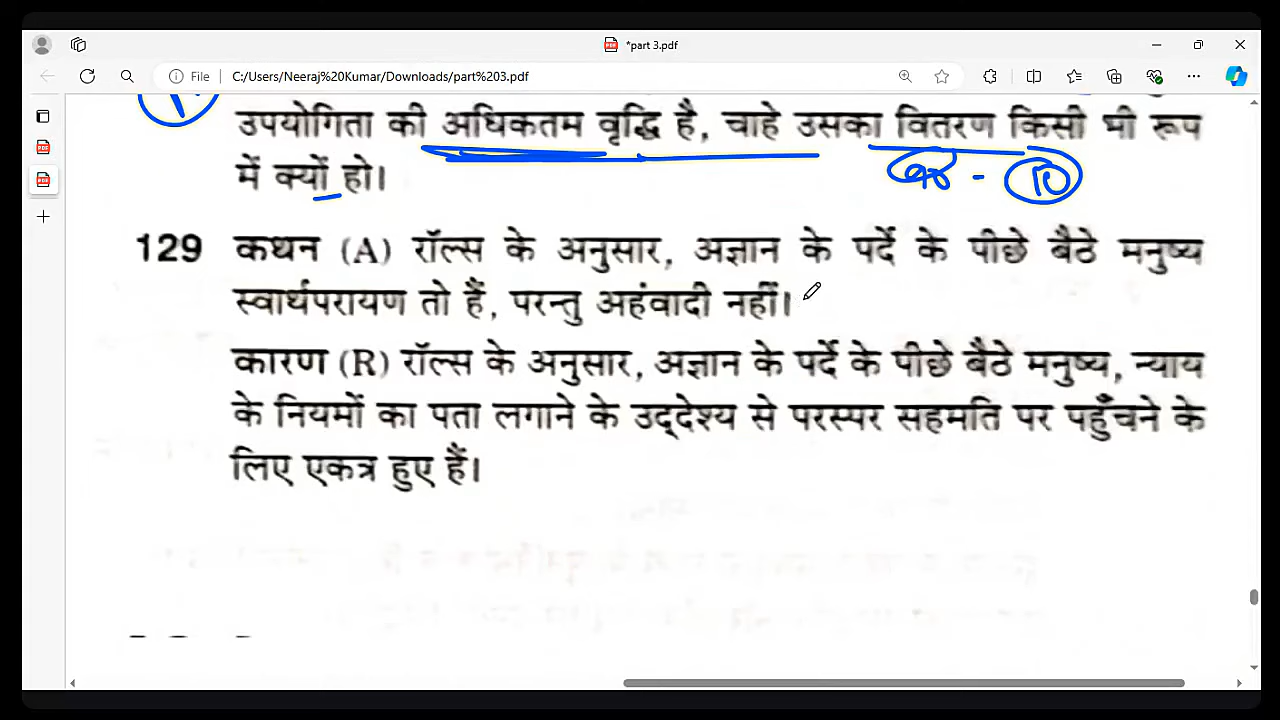 *part 3.pdf
File C:/Users/Neeraj%20Kumar/Downloads/part%203.pdf
उपयोगिता की अधिकतम वृद्धि है, चाहे उसका वितरण किसी भी रूप
में क्यों हो।
129 कथन (A) रॉल्स के अनुसार, अज्ञान के पर्दे के पीछे बैठे मनुष्य
स्वार्थपरायण तो हैं, परन्तु अहंवादी नहीं।
कारण (R) रॉल्स के अनुसार, अज्ञान के पर्दे के पीछे बैठे मनुष्य, न्याय
के नियमों का पता लगाने के उद्देश्य से परस्पर सहमति पर पहुँचने के
लिए एकत्र हुए हैं।